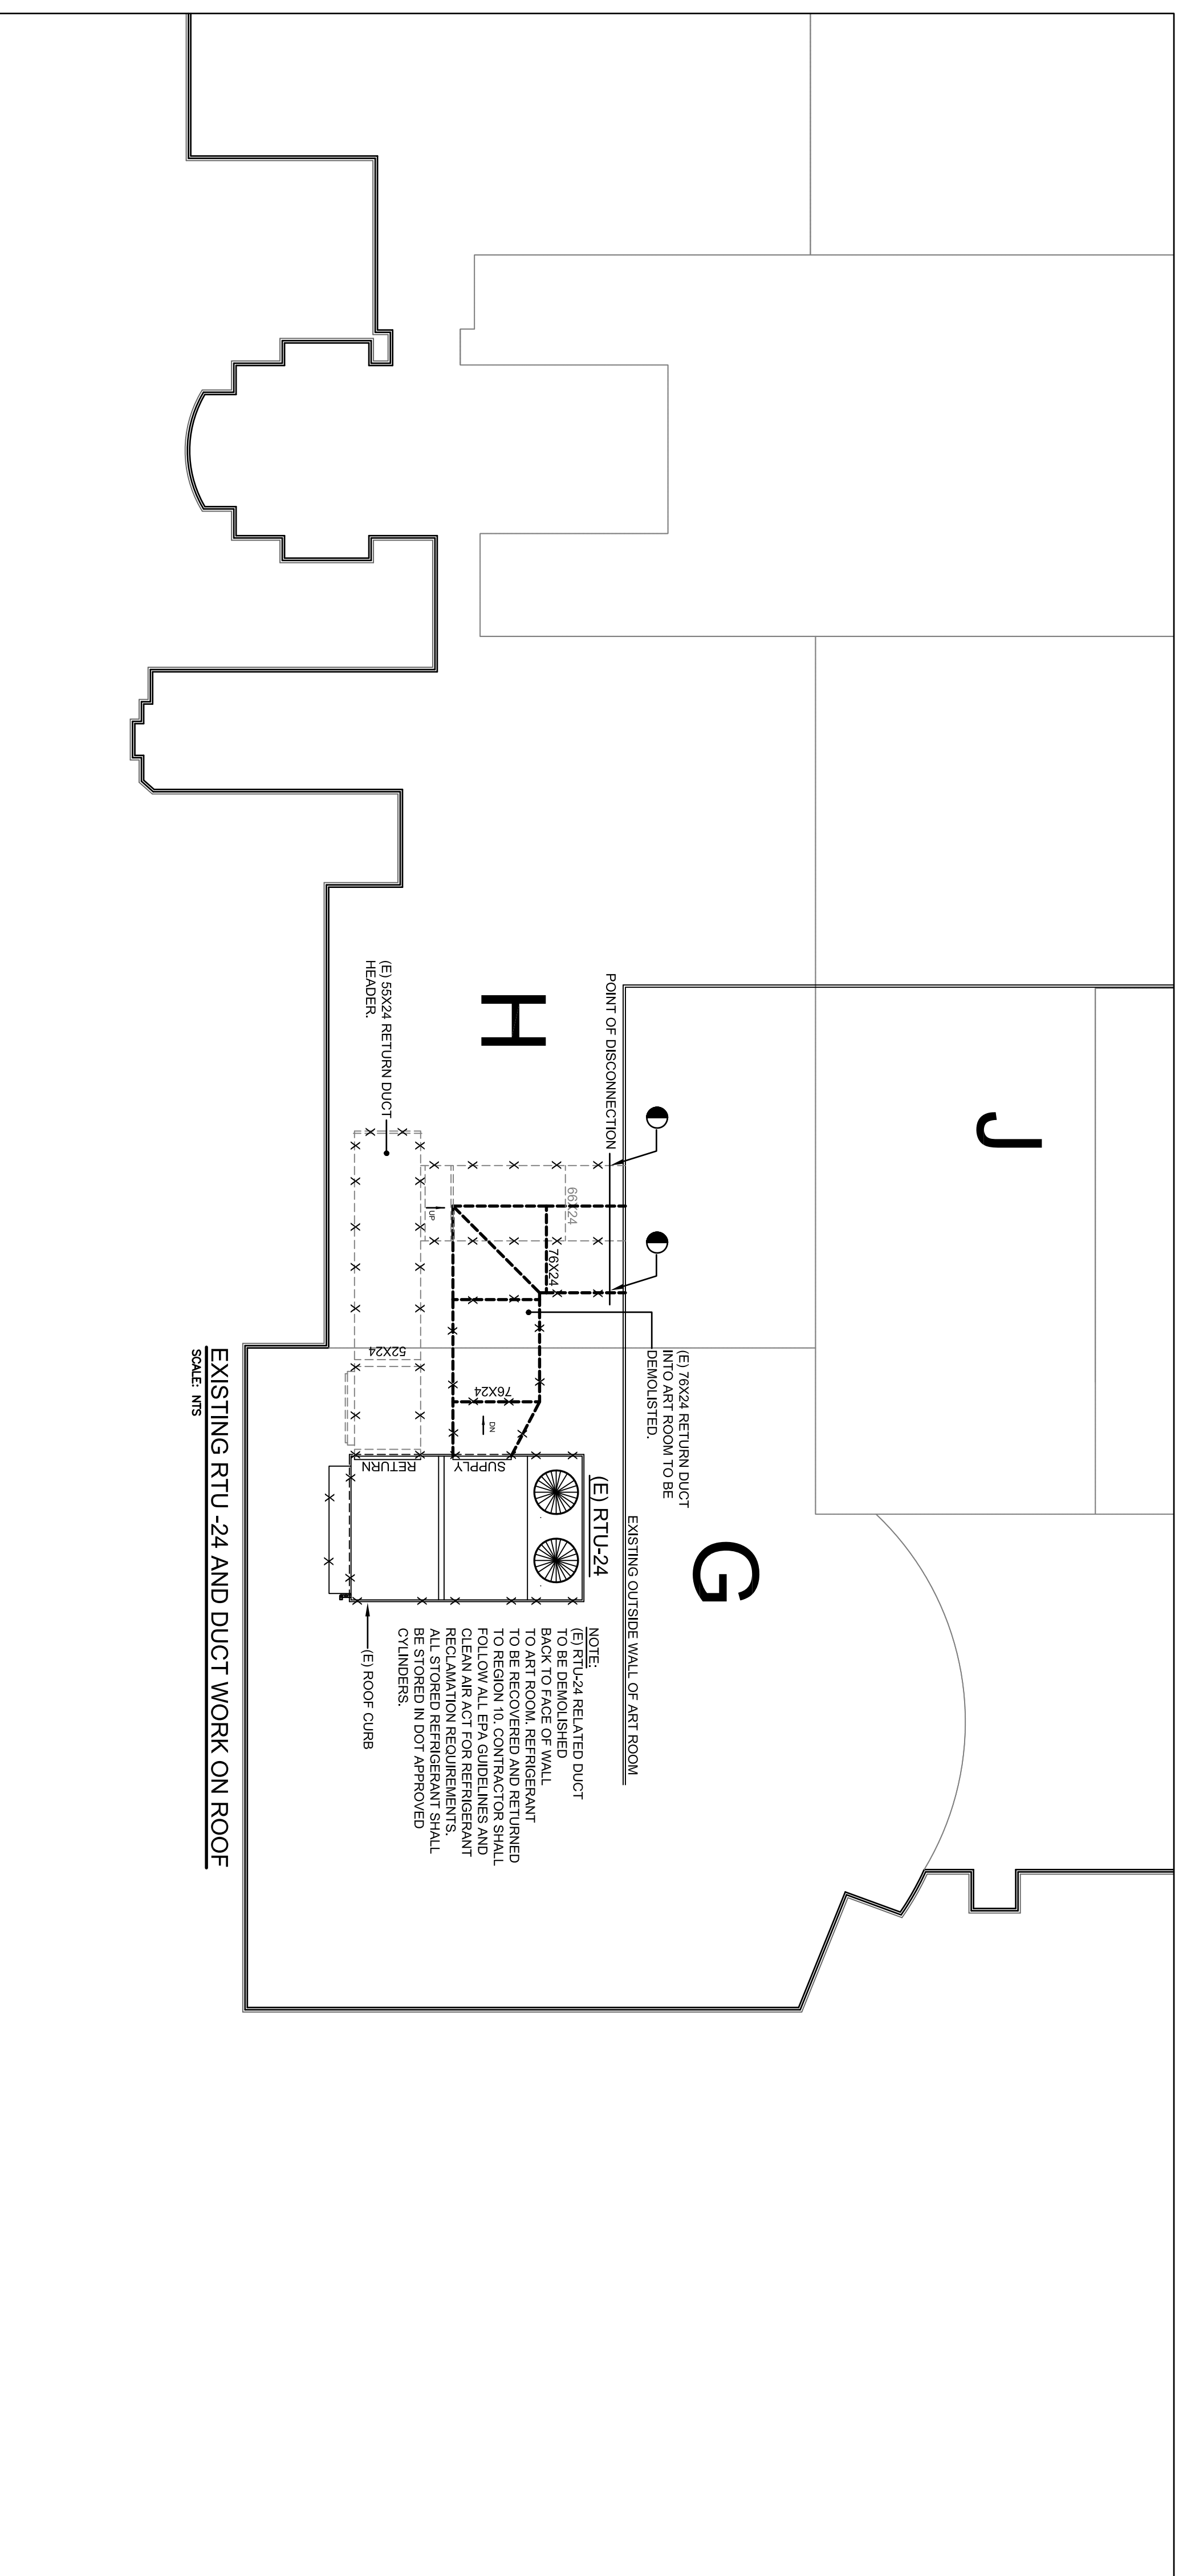 J
G
H
(E) 76X24 RETURN DUCT
INTO ART ROOM TO BE
DEMOLISTED.
EXISTING OUTSIDE WALL OF ART ROOM
POINT OF DISCONNECTION
(E) RTU-24
66X24
76X24
76X24
DN
UP
SUPPLY
RETURN
52X24
NOTE:
(E) RTU-24 RELATED DUCT
TO BE DEMOLISHED
BACK TO FACE OF WALL
TO ART ROOM. REFRIGERANT
TO BE RECOVERED AND RETURNED
TO REGION 10. CONTRACTOR SHALL
FOLLOW ALL EPA GUIDELINES AND
CLEAN AIR ACT FOR REFRIGERANT
RECLAMATION REQUIREMENTS.
ALL STORED REFRIGERANT SHALL
BE STORED IN DOT APPROVED
CYLINDERS.
(E) 55X24 RETURN DUCT
HEADER.
(E) ROOF CURB
EXISTING RTU -24 AND DUCT WORK ON ROOF
SCALE: NTS